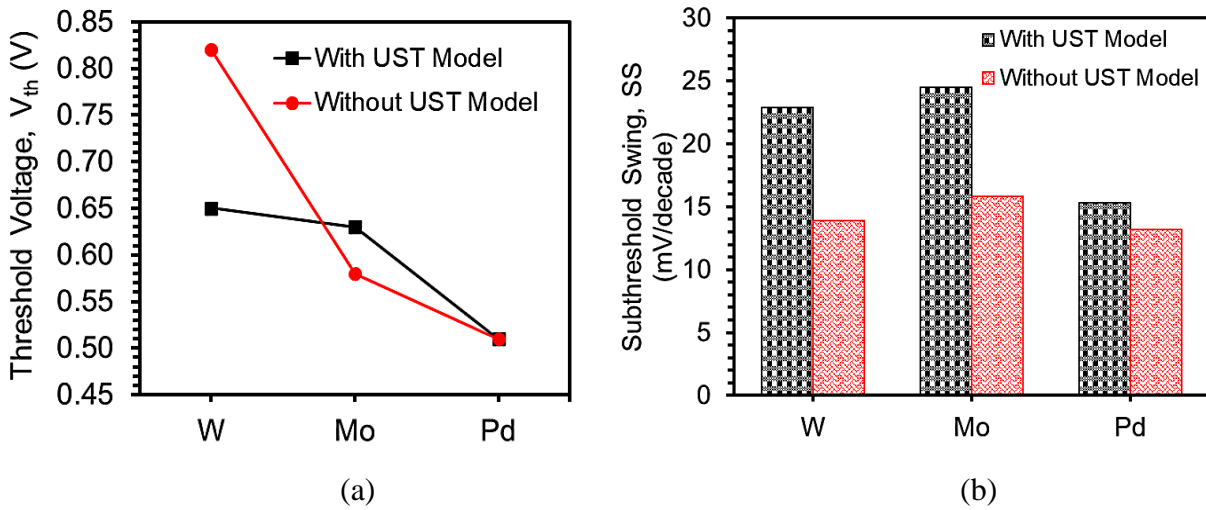 Threshold Voltage, Vth (V)
0.85
0.80
0.75
0.70
0.65
0.60
0.55
0.50
0.45
With UST Model
Without UST Model
W Mo Pd
(a)
Subthreshold Swing, SS
(mV/decade)
30
25
20
15
10
5
0
With UST Model
Without UST Model
W Mo Pd
(b)